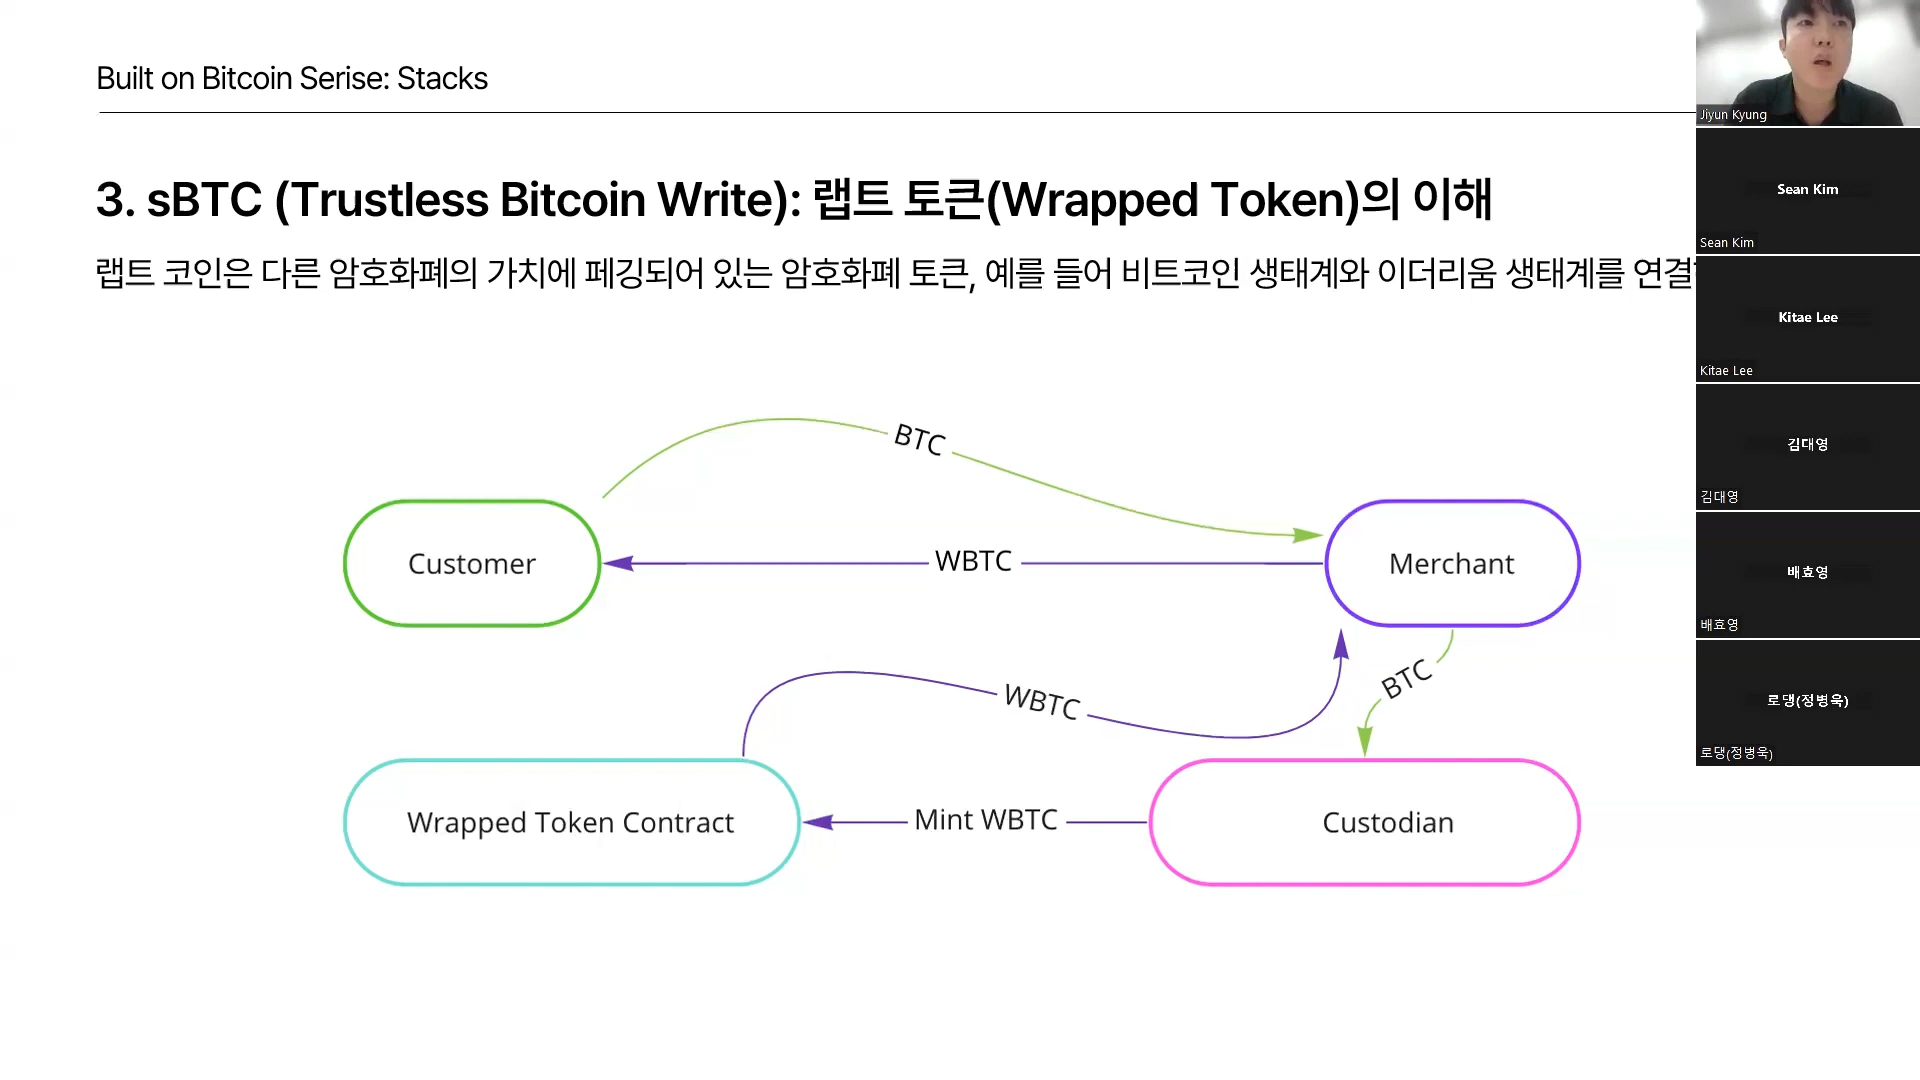 Built on Bitcoin Serise: Stacks
3. sBTC (Trustless Bitcoin Write): 랩트 토큰(Wrapped Token)의 이해
랩트 코인은 다른 암호화폐의 가치에 페깅되어 있는 암호화폐 토큰, 예를 들어 비트코인 생태계와 이더리움 생태계를
BTC
Customer
WBTC
Merchant
WBTC
BTC
Wrapped Token Contract
Mint WBTC
Custodian
Jiyun Kyung
Sean Kim
Sean Kim
Kitae Lee
Kitae Lee
김대영
김대영
배효영
배효영
로댕(정병욱)
로댕(정병욱)